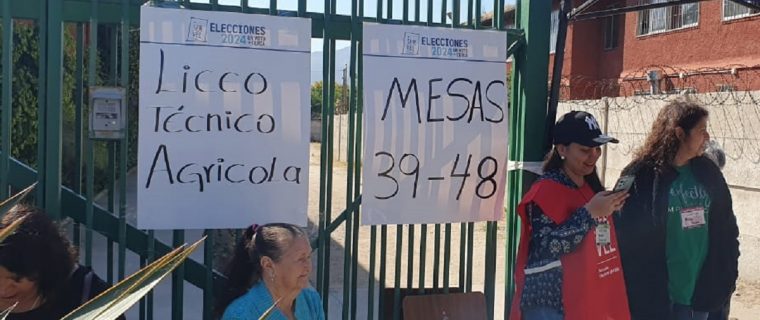 ELECCIONES
2024
Liceo
Técnico
Agricola
ELECCIONES
2024
MESAS
39-48